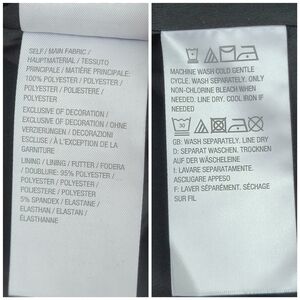 SELF / MAIN FABRIC /
HAUPTMATERIAL / TESSUTO
PRINCIPALE / MATIÈRE PRINCIPALE:
100% POLYESTER / POLYESTER /
POLYESTER / POLIESTERE /
POLYESTER
EXCLUSIVE OF DECORATION /
EXCLUSIVE OF DECORATION / OHNE
VERZIERUNGEN / DECORAZIONI
ESCLUSE / À L'EXCEPTION DE LA
GARNITURE
LINING / LINING / FUTTER / FODERA
/ DOUBLURE: 95% POLYESTER /
POLYESTER / POLYESTER /
POLIESTERE / POLYESTER
5% SPANDEX / ELASTANE /
ELASTHAN / ELASTAN /
ÉLASTHANNE
MACHINE WASH COLD GENTLE
CYCLE. WASH SEPARATELY. ONLY
NON-CHLORINE BLEACH WHEN
NEEDED. LINE DRY. COOL IRON IF
NEEDED
30
GB: WASH SEPARATELY. LINE DRY
D: SEPARAT WASCHEN. TROCKNEN
AUF DER WÄSCHELEINE
I: LAVARE SEPARATAMENTE.
ASCIUGARE APPESO
F: LAVER SÉPARÉMENT. SÉCHAGE
SUR FIL